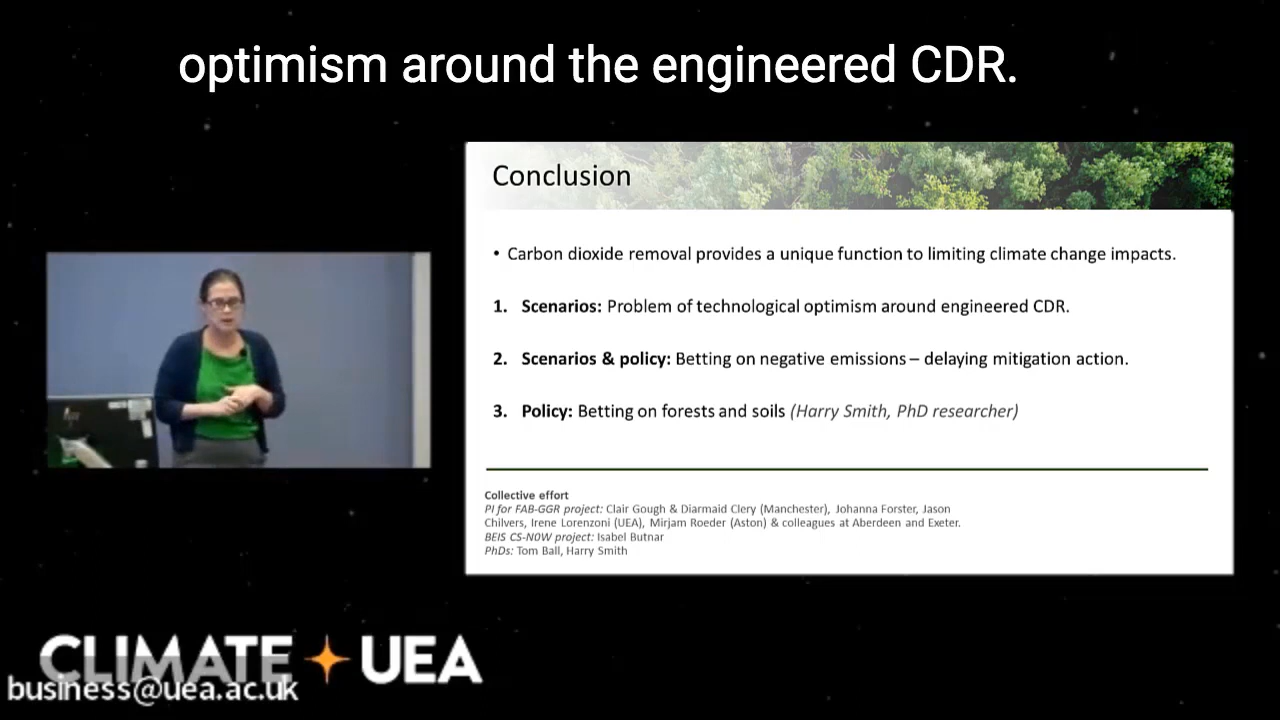 optimism around the engineered CDR.
Conclusion
• Carbon dioxide removal provides a unique function to limiting climate change impacts.
1. Scenarios: Problem of technological optimism around engineered CDR.
2. Scenarios & policy: Betting on negative emissions – delaying mitigation action.
3. Policy: Betting on forests and soils (Harry Smith, PhD researcher)
Collective effort
PI for FAB-GGR project: Clair Gough & Diarmaid Clery (Manchester), Johanna Forster, Jason
Chilvers, Irene Lorenzoni (UEA), Mirjam Roeder (Aston) & colleagues at Aberdeen and Exeter.
BEIS CS-N0W project: Isabel Butnar
PhDs: Tom Ball, Harry Smith
CLIMATE UEA
business@uea.ac.uk